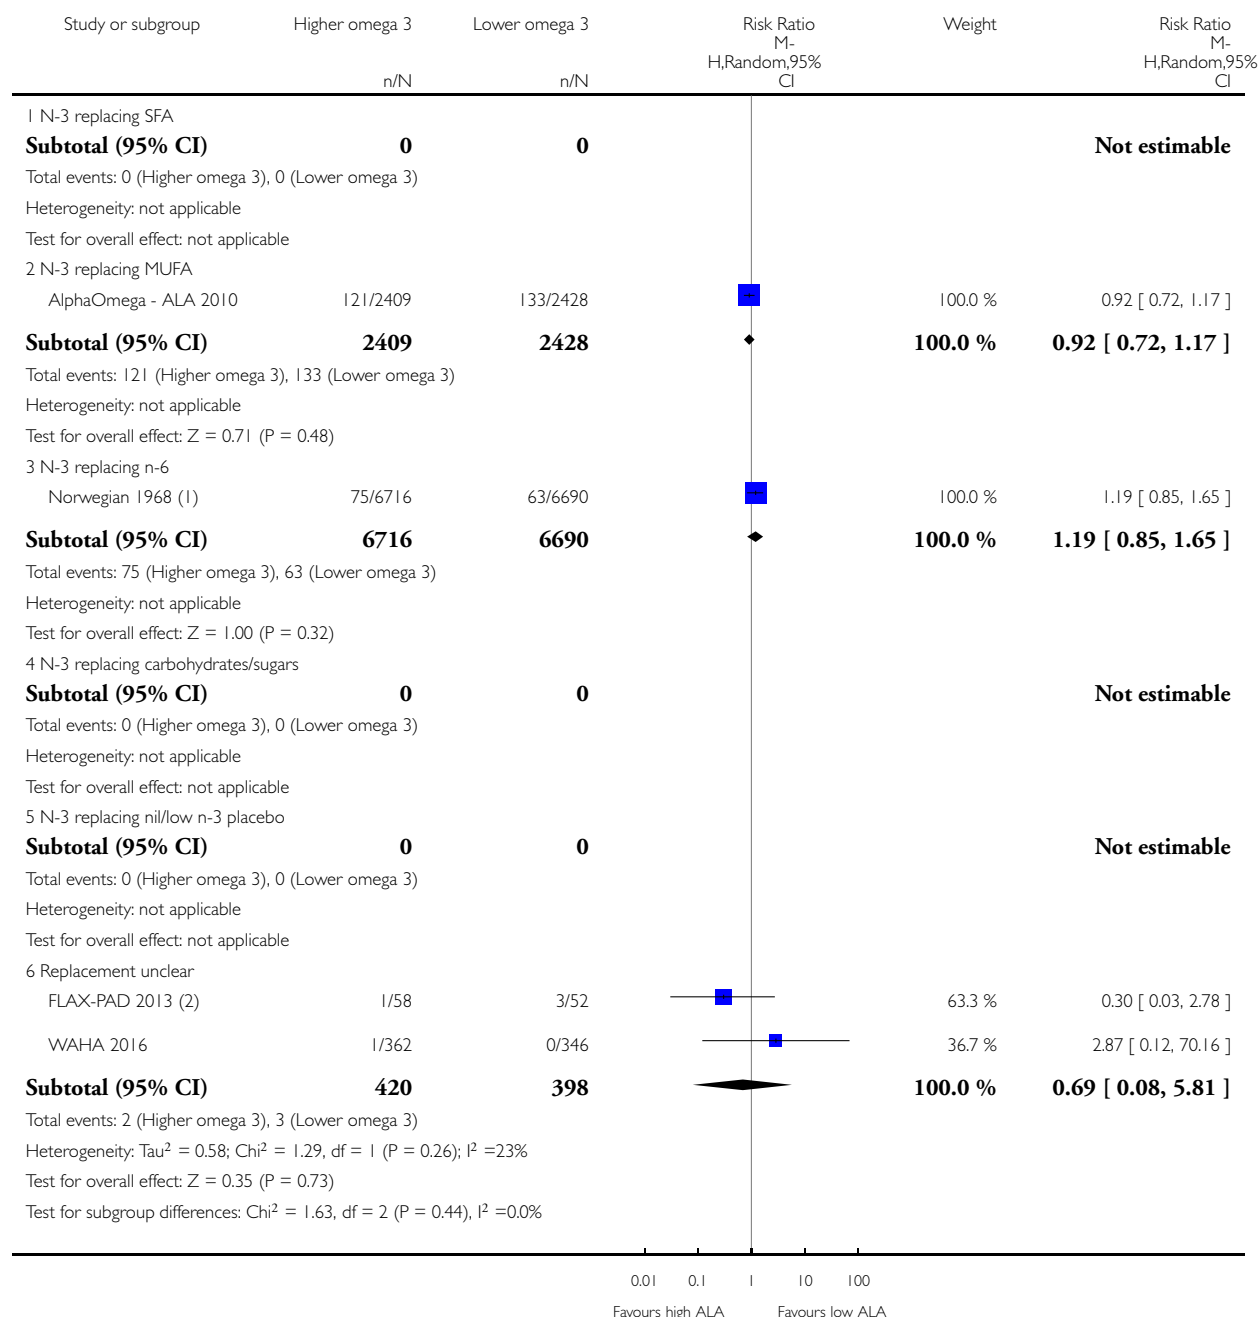 Study or subgroup Higher omega 3 Lower omega 3 Risk Ratio Weight Risk Ratio
M- M-
H,Random,95% H,Random,95%
n/N n/N CI CI
1 N-3 replacing SFA
Subtotal (95% CI) 0 0 Not estimable
Total events: 0 (Higher omega 3), 0 (Lower omega 3)
Heterogeneity: not applicable
Test for overall effect: not applicable
2 N-3 replacing MUFA
AlphaOmega - ALA 2010 121/2409 133/2428 100.0 % 0.92 [ 0.72, 1.17 ]
Subtotal (95% CI) 2409 2428 100.0 % 0.92 [ 0.72, 1.17 ]
Total events: 121 (Higher omega 3), 133 (Lower omega 3)
Heterogeneity: not applicable
Test for overall effect: Z = 0.71 (P = 0.48)
3 N-3 replacing n-6
Norwegian 1968 (1) 75/6716 63/6690 100.0 % 1.19 [ 0.85, 1.65 ]
Subtotal (95% CI) 6716 6690 100.0 % 1.19 [ 0.85, 1.65 ]
Total events: 75 (Higher omega 3), 63 (Lower omega 3)
Heterogeneity: not applicable
Test for overall effect: Z = 1.00 (P = 0.32)
4 N-3 replacing carbohydrates/sugars
Subtotal (95% CI) 0 0 Not estimable
Total events: 0 (Higher omega 3), 0 (Lower omega 3)
Heterogeneity: not applicable
Test for overall effect: not applicable
5 N-3 replacing nil/low n-3 placebo
Subtotal (95% CI) 0 0 Not estimable
Total events: 0 (Higher omega 3), 0 (Lower omega 3)
Heterogeneity: not applicable
Test for overall effect: not applicable
6 Replacement unclear
FLAX-PAD 2013 (2) 1/58 3/52 63.3 % 0.30 [ 0.03, 2.78 ]
WAHA 2016 1/362 0/346 36.7 % 2.87 [ 0.12, 70.16 ]
Subtotal (95% CI) 420 398 100.0 % 0.69 [ 0.08, 5.81 ]
Total events: 2 (Higher omega 3), 3 (Lower omega 3)
Heterogeneity: Tau² = 0.58; Chi² = 1.29, df = 1 (P = 0.26); I² =23%
Test for overall effect: Z = 0.35 (P = 0.73)
Test for subgroup differences: Chi² = 1.63, df = 2 (P = 0.44), I² =0.0%
0.01 0.1 1 10 100
Favours high ALA Favours low ALA